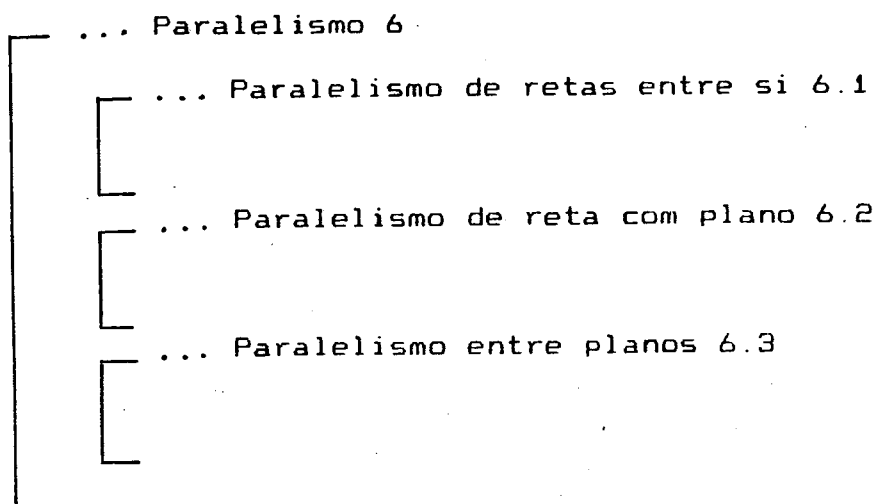 ... Paralelismo 6
... Paralelismo de retas entre si 6.1
... Paralelismo de reta com plano 6.2
... Paralelismo entre planos 6.3